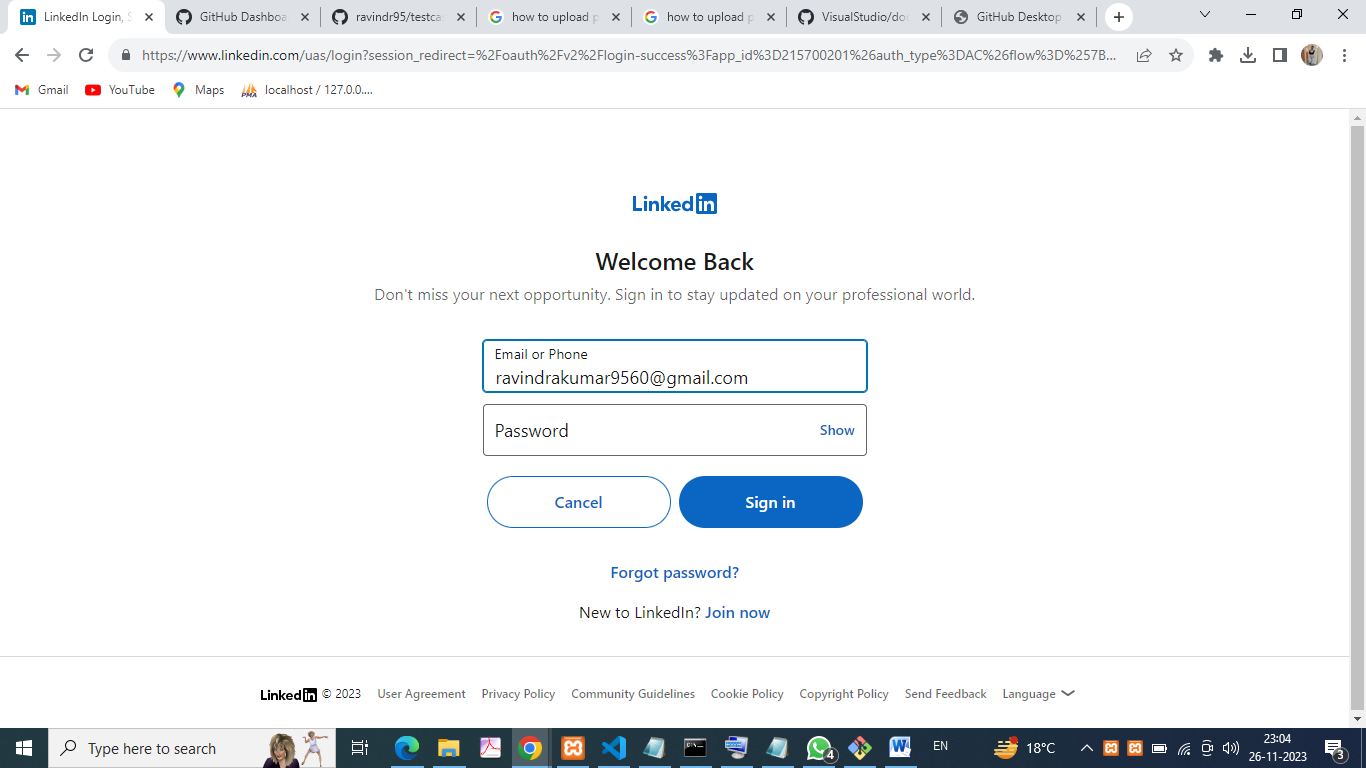 LinkedIn Login, S
GitHub Dashboa
ravindr95/testcas
how to upload p
how to upload p
VisualStudio/dou
GitHub Desktop
https://www.linkedin.com/uas/login?session_redirect=%2Foauth%2Fv2%2Flogin-success%3Fapp_id%3D215700201%26auth_type%3DAC%26flow%3D%257B...
Gmail
YouTube
Maps
PMA
localhost / 127.0.0....
Linkedin
Welcome Back
Don't miss your next opportunity. Sign in to stay updated on your professional world.
Email or Phone
ravindrakumar9560@gmail.com
Password Show
Cancel Sign in
Forgot password?
New to LinkedIn? Join now
Linkedin © 2023 User Agreement Privacy Policy Community Guidelines Cookie Policy Copyright Policy Send Feedback Language
Type here to search
4
EN
18°C
23:04
26-11-2023
3